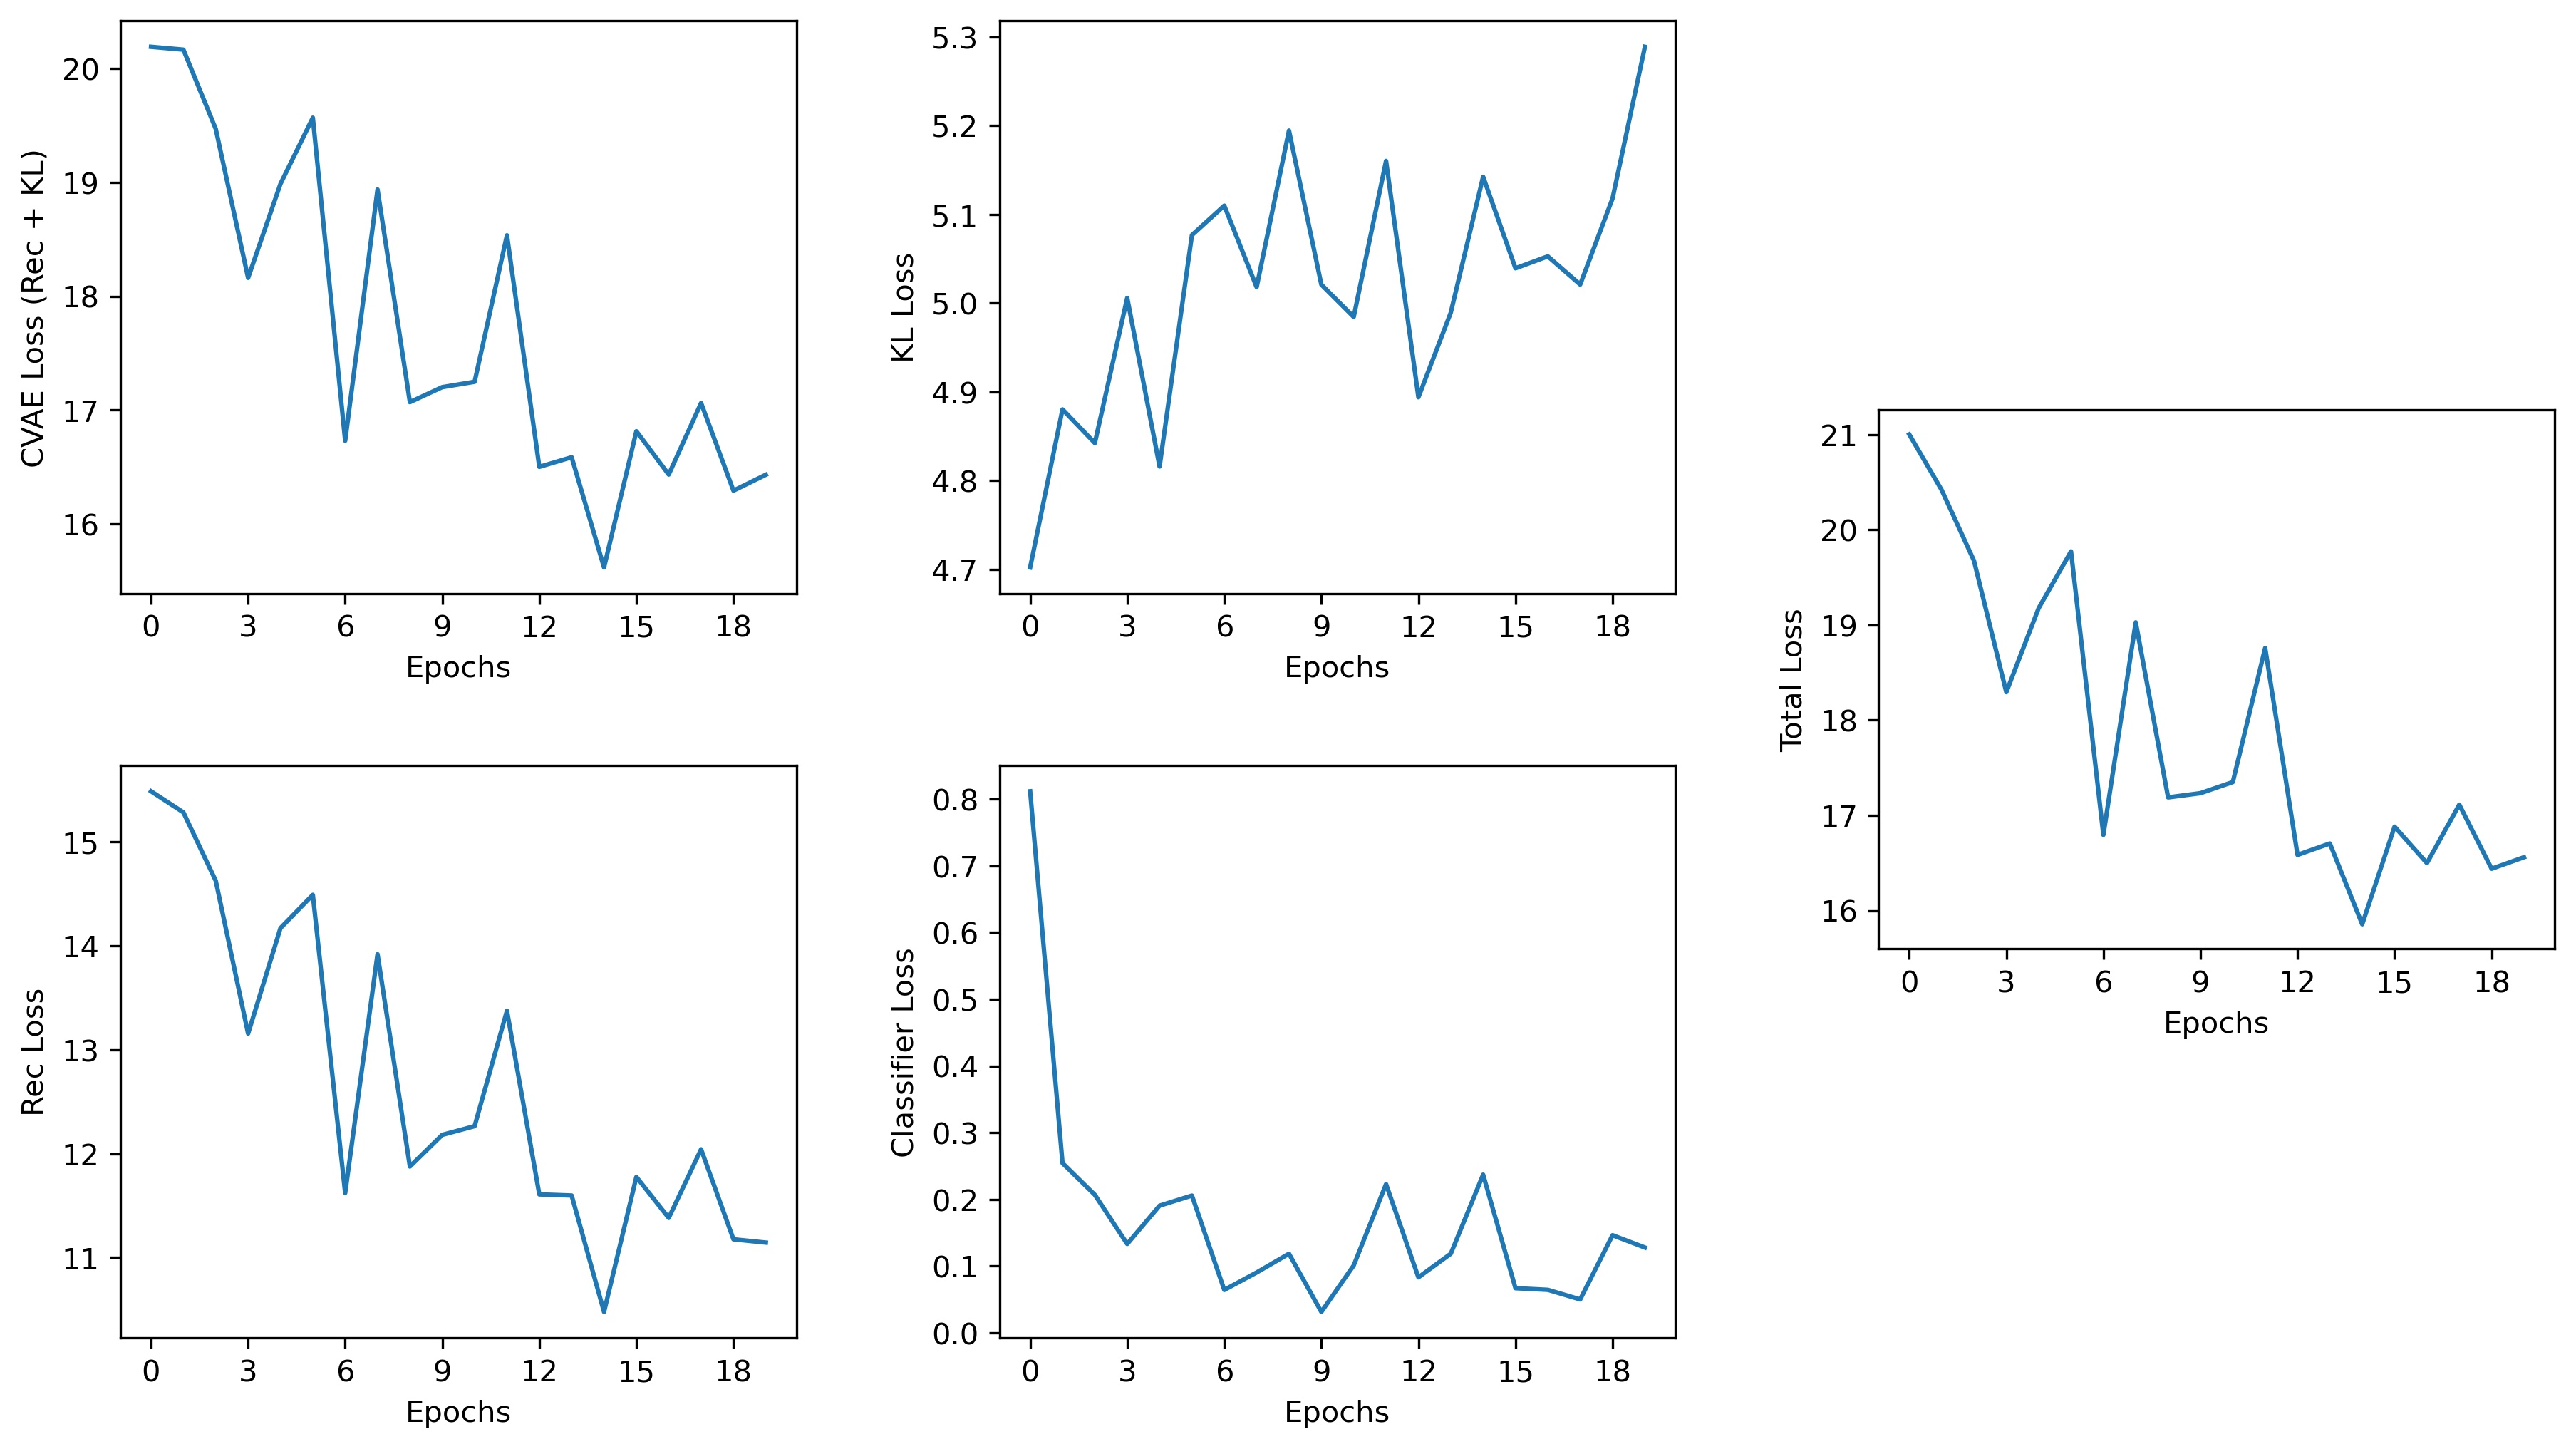 CVAE Loss (Rec + KL)
20
19
18
17
16
0 3 6 9 12 15 18
Epochs
KL Loss
5.3
5.2
5.1
5.0
4.9
4.8
4.7
0 3 6 9 12 15 18
Epochs
Rec Loss
15
14
13
12
11
0 3 6 9 12 15 18
Epochs
Classifier Loss
0.8
0.7
0.6
0.5
0.4
0.3
0.2
0.1
0.0
0 3 6 9 12 15 18
Epochs
Total Loss
21
20
19
18
17
16
0 3 6 9 12 15 18
Epochs